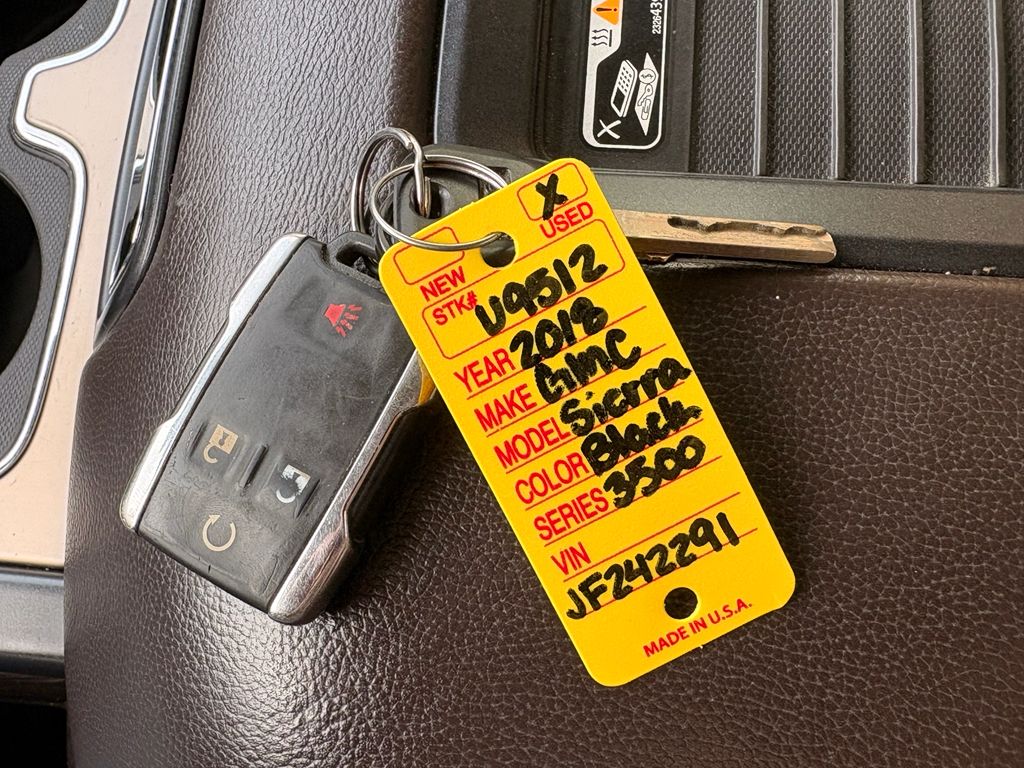 X
USED
NEW
STK# U9512
YEAR 2018
MAKE GMC
MODEL Sierra
COLOR Black
SERIES 3500
VIN
JF242291
MADE IN U.S.A.